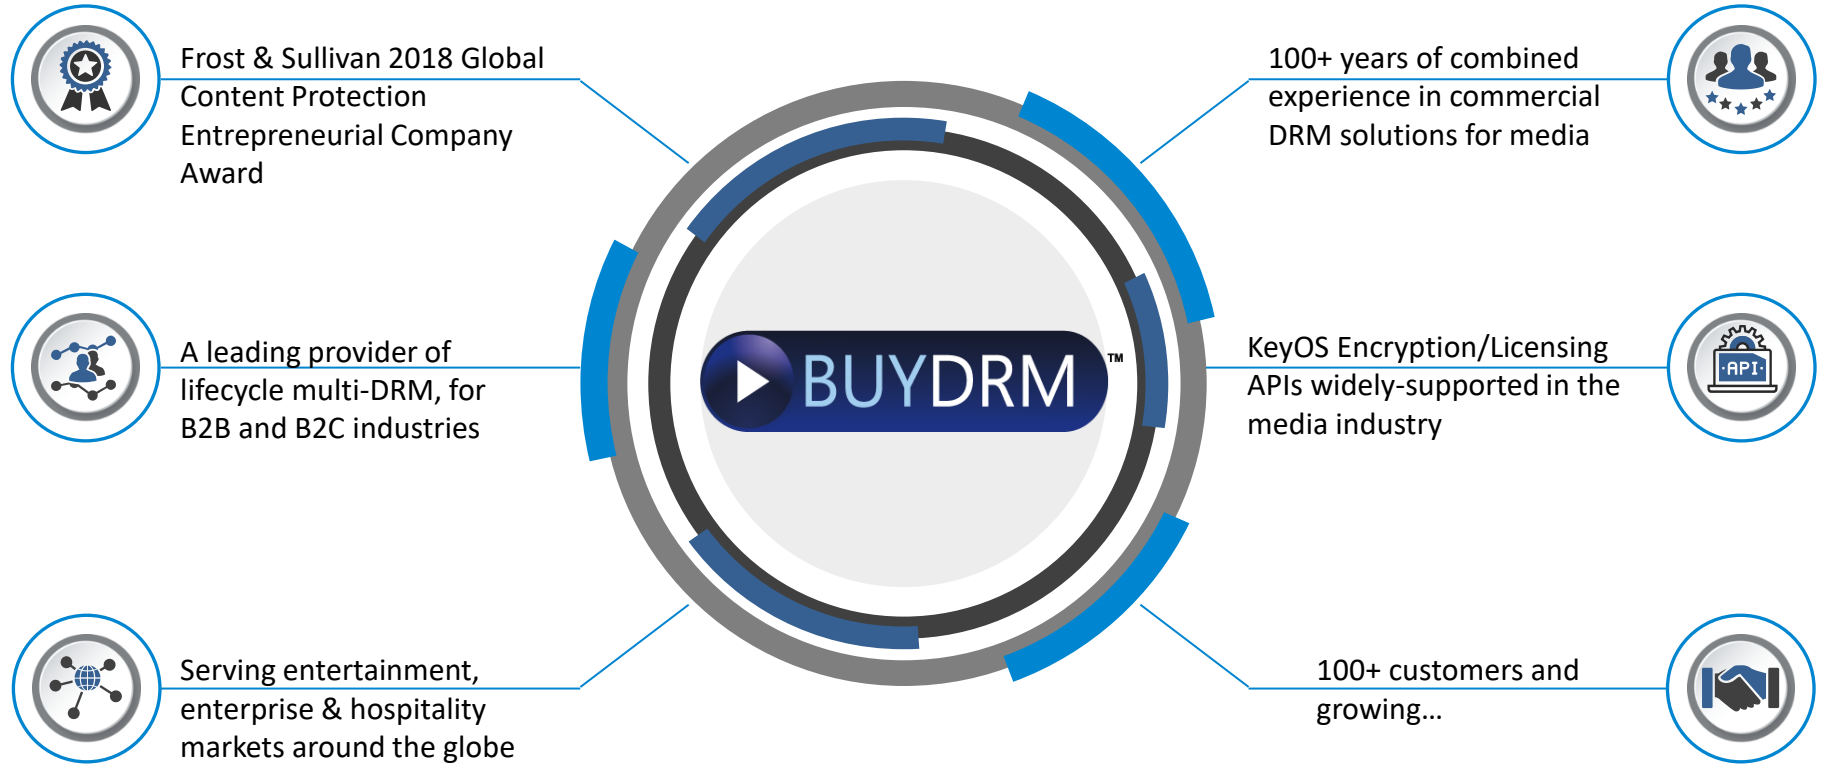 Frost & Sullivan 2018 Global
Content Protection
Entrepreneurial Company
Award
A leading provider of
lifecycle multi-DRM, for
B2B and B2C industries
Serving entertainment,
enterprise & hospitality
markets around the globe
BUYDRM™
100+ years of combined
experience in commercial
DRM solutions for media
KeyOS Encryption/Licensing
APIs widely-supported in the
media industry
·API·
100+ customers and
growing…